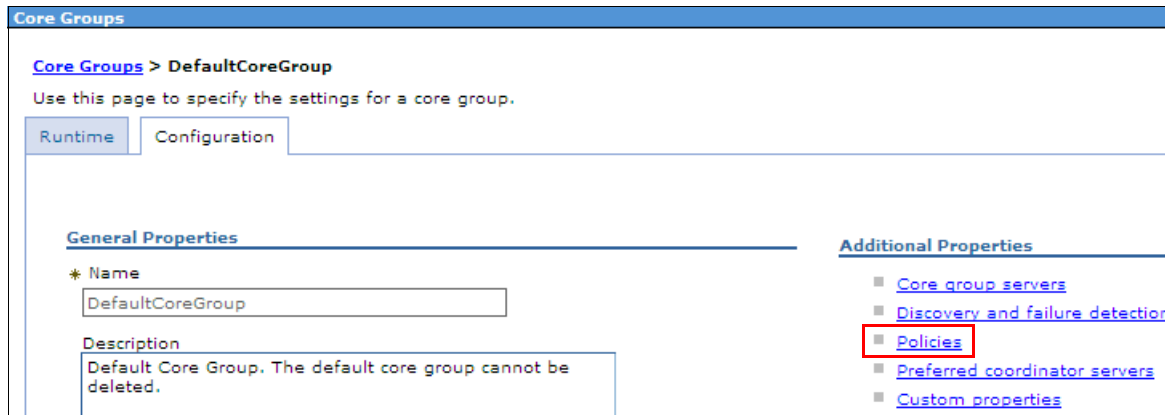 Core Groups
Core Groups > DefaultCoreGroup
Use this page to specify the settings for a core group.
Runtime
Configuration
General Properties
* Name
DefaultCoreGroup
Description
Default Core Group. The default core group cannot be
deleted.
Additional Properties
Core group servers
Discovery and failure detection
Policies
Preferred coordinator servers
Custom properties